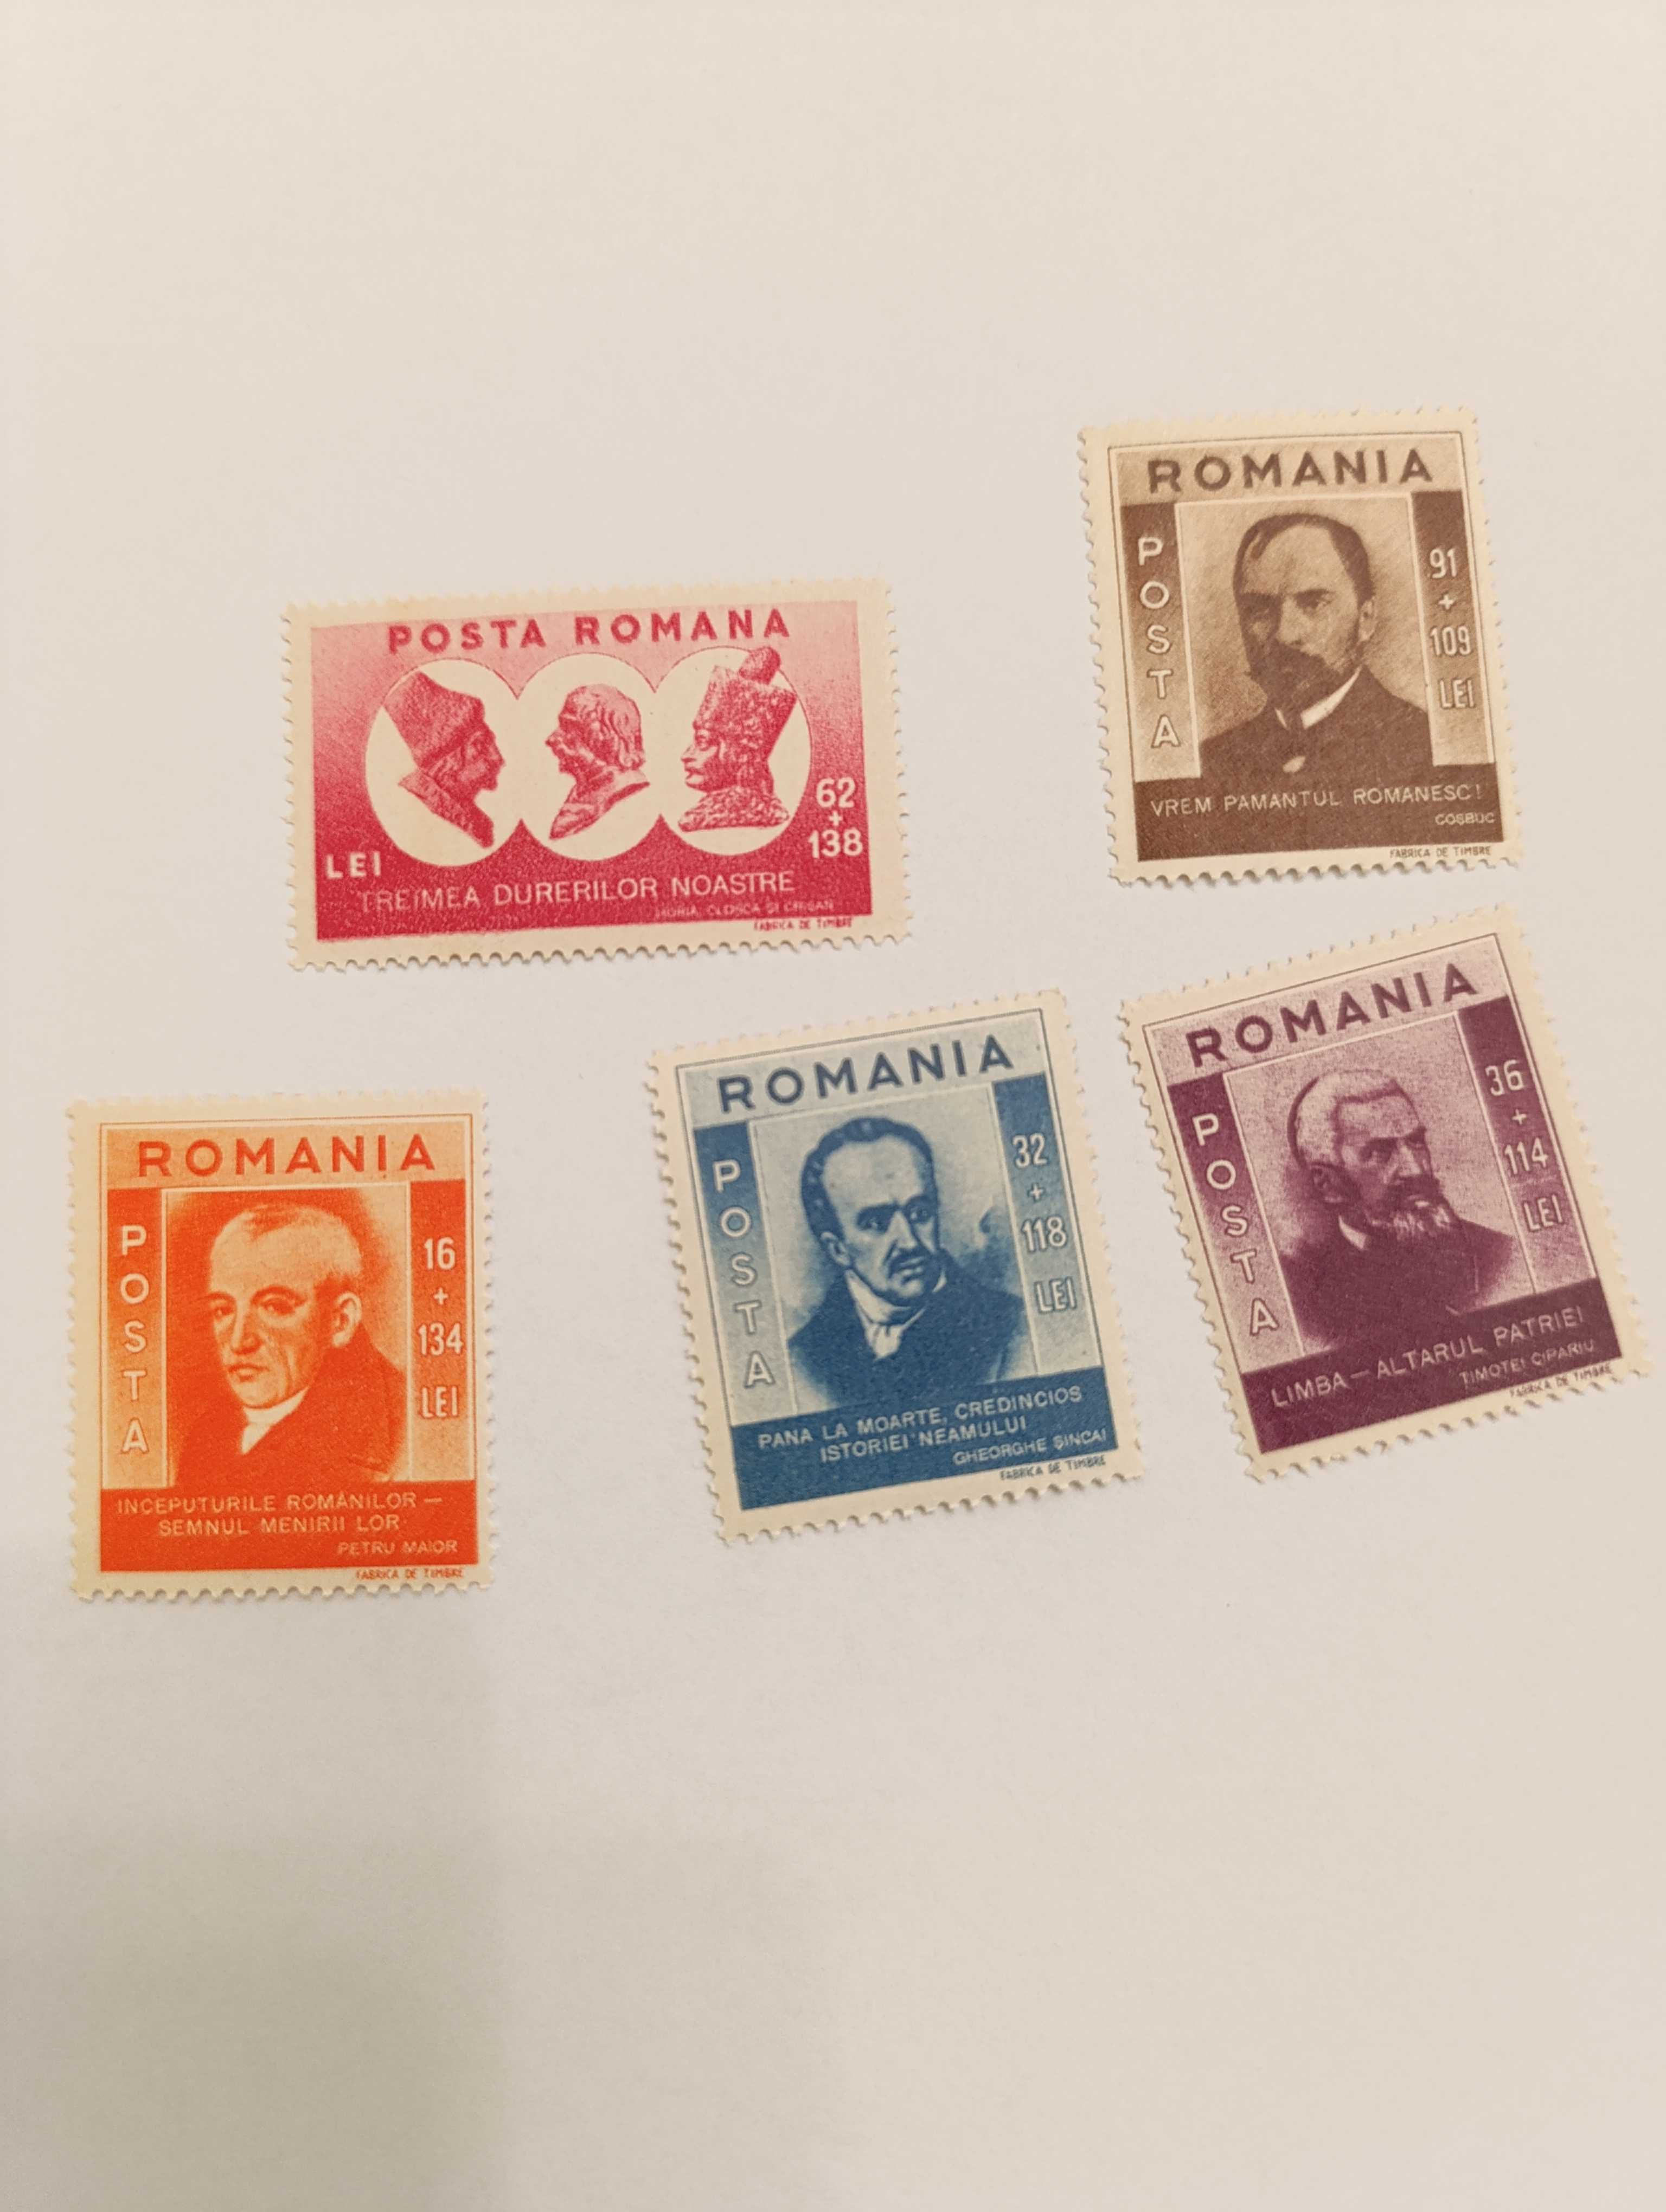 POSTA ROMANA
62
+
138
LEI
TREIMEA DURERILOR NOASTRE
HORIA, CLOSCA SI CRISAN
FABRICA DE TIMBRE
ROMANIA
POSTA
91
+
109
LEI
VREM PAMANTUL ROMANESC!
COSBUC
FABRICA DE TIMBRE
ROMANIA
POSTA
16
+
134
LEI
INCEPUTURILE ROMÂNILOR —
SEMNUL MENIRII LOR
PETRU MAIOR
FABRICA DE TIMBRE
ROMANIA
POSTA
32
+
118
LEI
PANA LA MOARTE, CREDINCIOS
ISTORIEI NEAMULUI
GHEORGHE SINCAI
FABRICA DE TIMBRE
ROMANIA
POSTA
36
+
114
LEI
LIMBA — ALTARUL PATRIEI
TIMOTEI CIPARIU
FABRICA DE TIMBRE